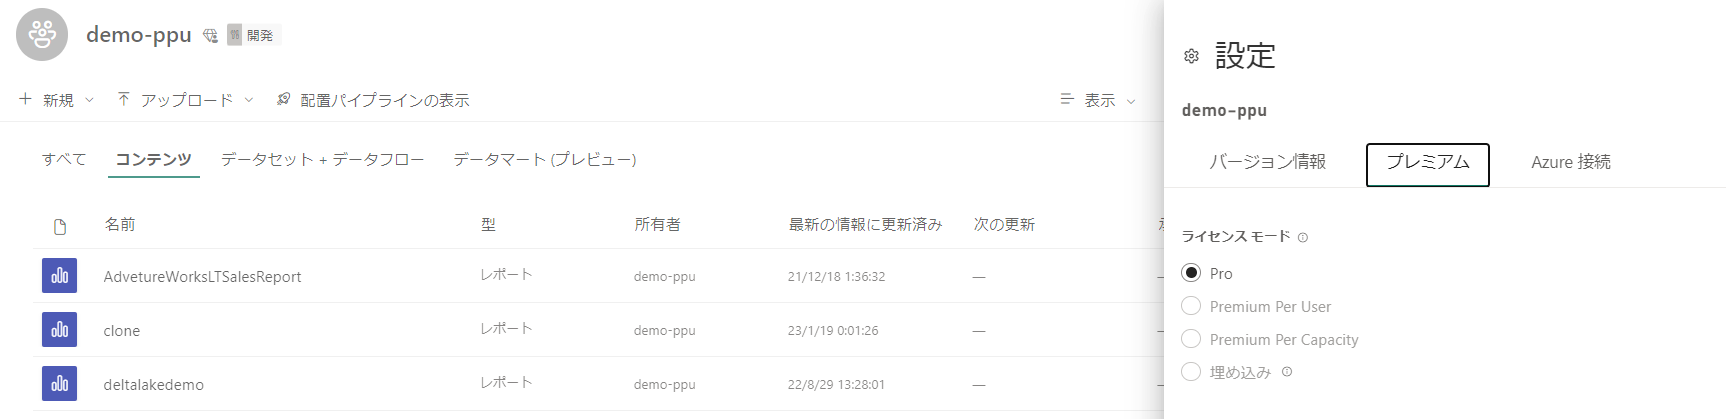 demo-ppu 開発
新規 アップロード 配置パイプラインの表示 表示
すべて コンテンツ データセット + データフロー データマート (プレビュー)
名前 型 所有者 最新の情報に更新済み 次の更新
AdvetureWorksLTSalesReport レポート demo-ppu 21/12/18 1:36:32 —
clone レポート demo-ppu 23/1/19 0:01:26 —
deltalakedemo レポート demo-ppu 22/8/29 13:28:01 —
設定
demo-ppu
バージョン情報 プレミアム Azure 接続
ライセンス モード
Pro
Premium Per User
Premium Per Capacity
埋め込み